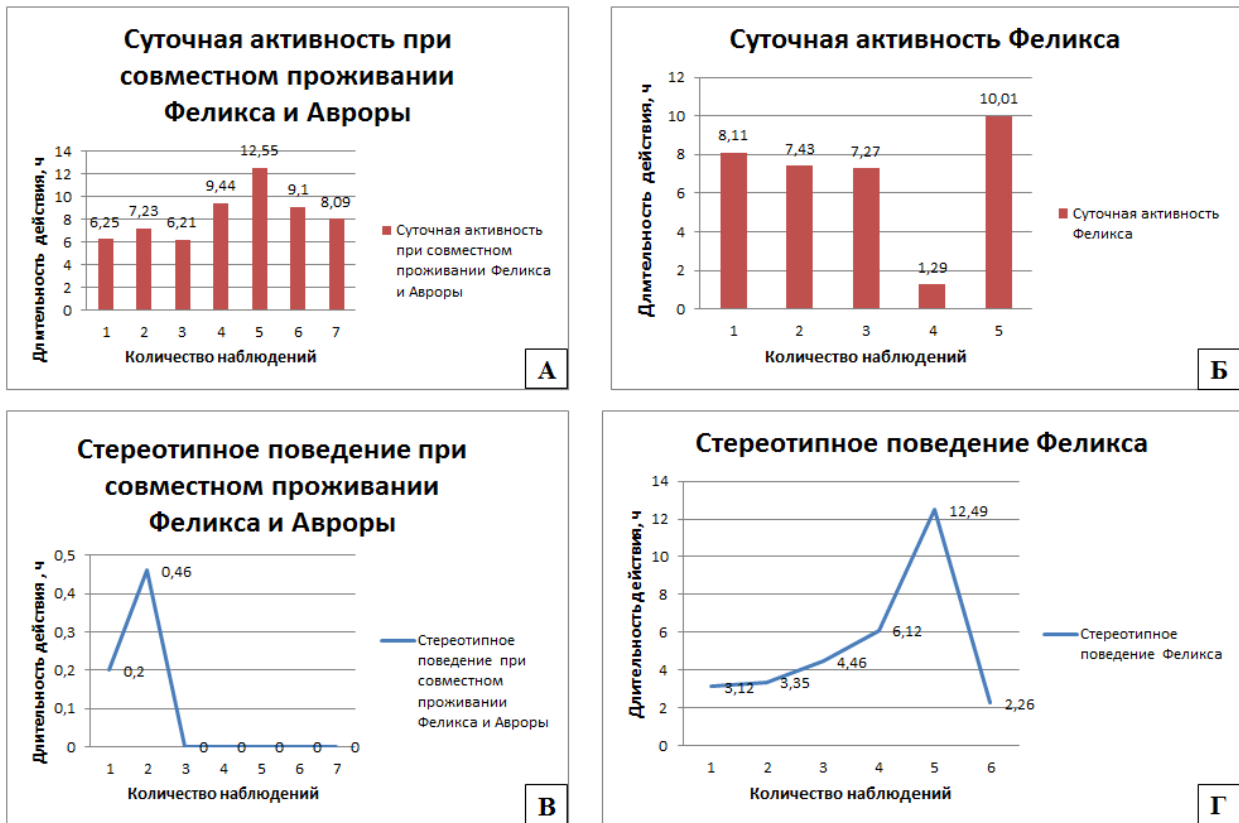 Суточная активность при
совместном проживании
Феликса и Авроры
Длмтельность действия, ч
14
12
10
8
6
4
2
0
6,25
7,23
6,21
9,44
12,55
9,1
8,09
1 2 3 4 5 6 7
Количество наблюдений
Суточная активность
при совместном
проживании Феликса
и Авроры
А
Суточная активность Феликса
Длмтельность действия, ч
12
10
8
6
4
2
0
8,11
7,43
7,27
1,29
10,01
1 2 3 4 5
Количество наблюдений
Суточная активность
Феликса
Б
Стереотипное поведение при
совместном проживании
Феликса и Авроры
Длительность действия , ч
0,5
0,4
0,3
0,2
0,1
0
0,2
0,46
0 0 0 0 0
1 2 3 4 5 6 7
Количество наблюдений
Стереотипное
поведение при
совместном
проживании
Феликса и Авроры
В
Стереотипное поведение Феликса
Длительность действия, ч
14
12
10
8
6
4
2
0
3,12
3,35
4,46
6,12
12,49
2,26
1 2 3 4 5 6
Количество наблюдений
Стереотипное
поведение Феликса
Г